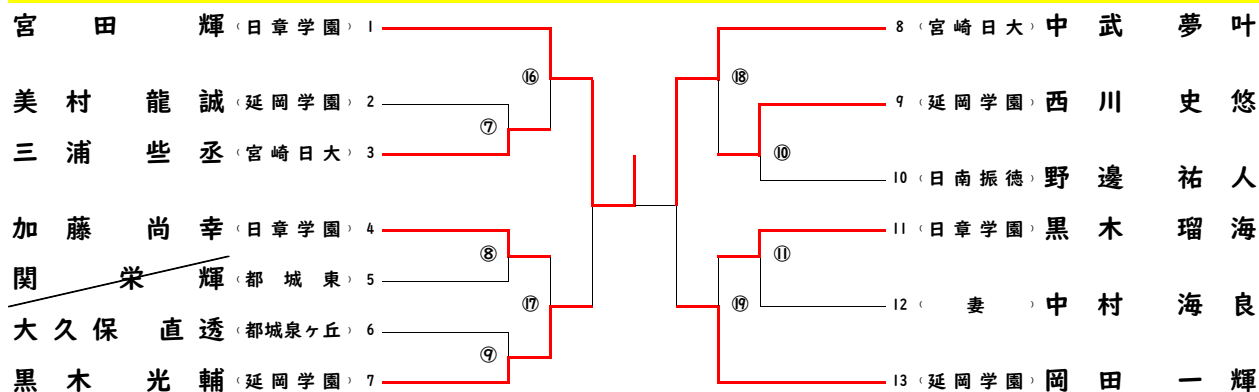 宮田 輝 (日章学園) 1
美村 龍誠 (延岡学園) 2
三浦 些丞 (宮崎日大) 3
加藤 尚幸 (日章学園) 4
関 栄輝 (都城東) 5
大久保 直透 (都城泉ヶ丘) 6
黒木 光輔 (延岡学園) 7
⑯
⑦
⑧
⑰
⑨
⑱
⑩
⑪
⑲
8 (宮崎日大) 中武 夢叶
9 (延岡学園) 西川 史悠
10 (日南振徳) 野邊 祐人
11 (日章学園) 黒木 瑠海
12 (妻) 中村 海良
13 (延岡学園) 岡田 一輝